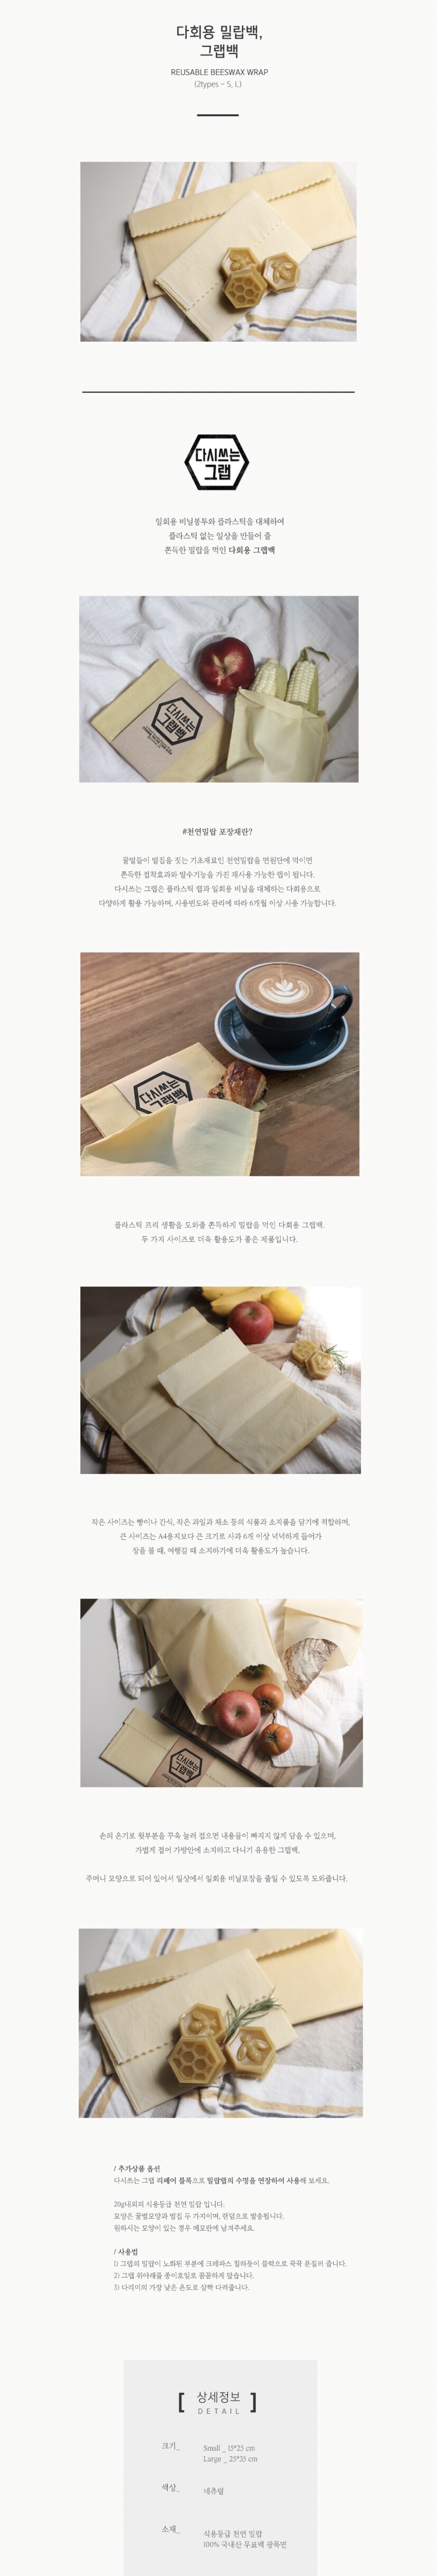 다회용 밀랍백,
그랩백
REUSABLE BEESWAX WRAP
(2types - S, L)
다시쓰는
그랩
일회용 비닐봉투와 플라스틱을 대체하여
플라스틱 없는 일상을 만들어 줄
쫀득한 밀랍을 먹인 다회용 그랩백
다시쓰는
그랩백
#천연밀랍 포장재란?
꿀벌들이 벌집을 짓는 기초재료인 천연밀랍을 면원단에 먹이면
쫀득한 접착효과와 발수기능을 가진 재사용 가능한 랩이 됩니다.
다시쓰는 그랩은 플라스틱 랩과 일회용 비닐을 대체하는 다회용으로
다양하게 활용 가능하며, 사용빈도와 관리에 따라 6개월 이상 사용 가능합니다.
다시쓰는
그랩백
플라스틱 프리 생활을 도와줄 쫀득하게 밀랍을 먹인 다회용 그랩백.
두 가지 사이즈로 더욱 활용도가 좋은 제품입니다.
작은 사이즈는 빵이나 간식, 작은 과일과 채소 등의 식품과 소지품을 담기에 적합하며,
큰 사이즈는 A4용지보다 큰 크기로 사과 6개 이상 넉넉하게 들어가
장을 볼 때, 여행갈 때 소지하기에 더욱 활용도가 높습니다.
다시쓰는
그랩백
손의 온기로 윗부분을 꾸욱 눌러 접으면 내용물이 빠지지 않게 담을 수 있으며,
가볍게 접어 가방안에 소지하고 다니기 유용한 그랩백,
주머니 모양으로 되어 있어서 일상에서 일회용 비닐포장을 줄일 수 있도록 도와줍니다.
/ 추가상품 옵션
다시쓰는 그랩 리페어 블록으로 밀랍랩의 수명을 연장하여 사용해 보세요.
20g내외의 식용등급 천연 밀랍 입니다.
모양은 꿀벌모양과 벌집 두 가지이며, 랜덤으로 발송됩니다.
원하시는 모양이 있는 경우 메모란에 남겨주세요.
/ 사용법
1) 그랩의 밀랍이 노화된 부분에 크레파스 칠하듯이 블럭으로 쿡쿡 문질러 줍니다.
2) 그랩 위아래를 종이호일로 꼼꼼하게 덮습니다.
3) 다리미의 가장 낮은 온도로 살짝 다려줍니다.
[ 상세정보 ]
DETAIL
크기_
Small _ 15*25 cm
Large _ 25*35 cm
색상_
네츄럴
소재_
식용등급 천연 밀랍
100% 국내산 무표백 광목면